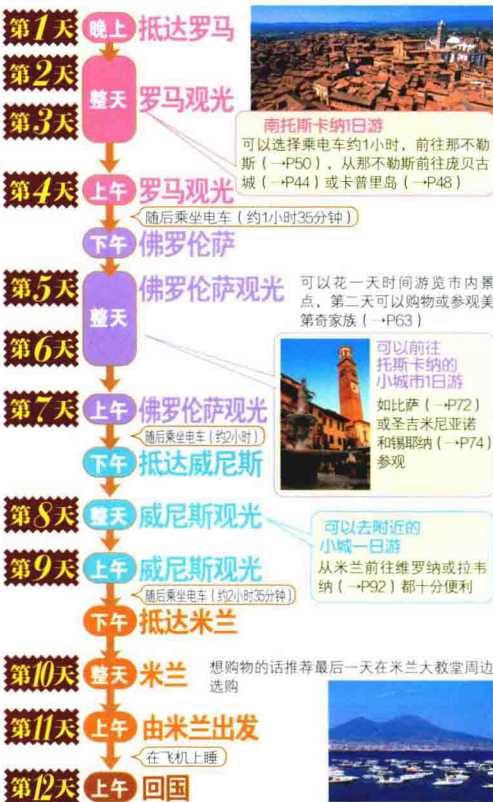 第1天 晚上 抵达罗马
第2天
整天 罗马观光
第3天
南托斯卡纳1日游
可以选择乘电车约1小时，前往那不勒
斯（→P50），从那不勒斯前往庞贝古
城（→P44）或卡普里岛（→P48）
第4天 上午 罗马观光
随后乘坐电车（约1小时35分钟）
下午 佛罗伦萨
第5天
整天 佛罗伦萨观光
可以花一天时间游览市内景
点，第二天可以购物或参观美
第奇家族（→P63）
第6天
可以前往
托斯卡纳的
小城市1日游
如比萨（→P72）
或圣吉米尼亚诺
和锡耶纳（→P74）
参观
第7天 上午 佛罗伦萨观光
随后乘坐电车（约2小时）
下午 抵达威尼斯
第8天 整天 威尼斯观光
可以去附近的
小城一日游
从米兰前往维罗纳或拉韦
纳（→P92）都十分便利
第9天 上午 威尼斯观光
随后乘坐电车（约2小时35分钟）
下午 抵达米兰
第10天 整天 米兰
想购物的话推荐最后一天在米兰大教堂周边
选购
第11天 上午 由米兰出发
在飞机上睡
第12天 上午 回国